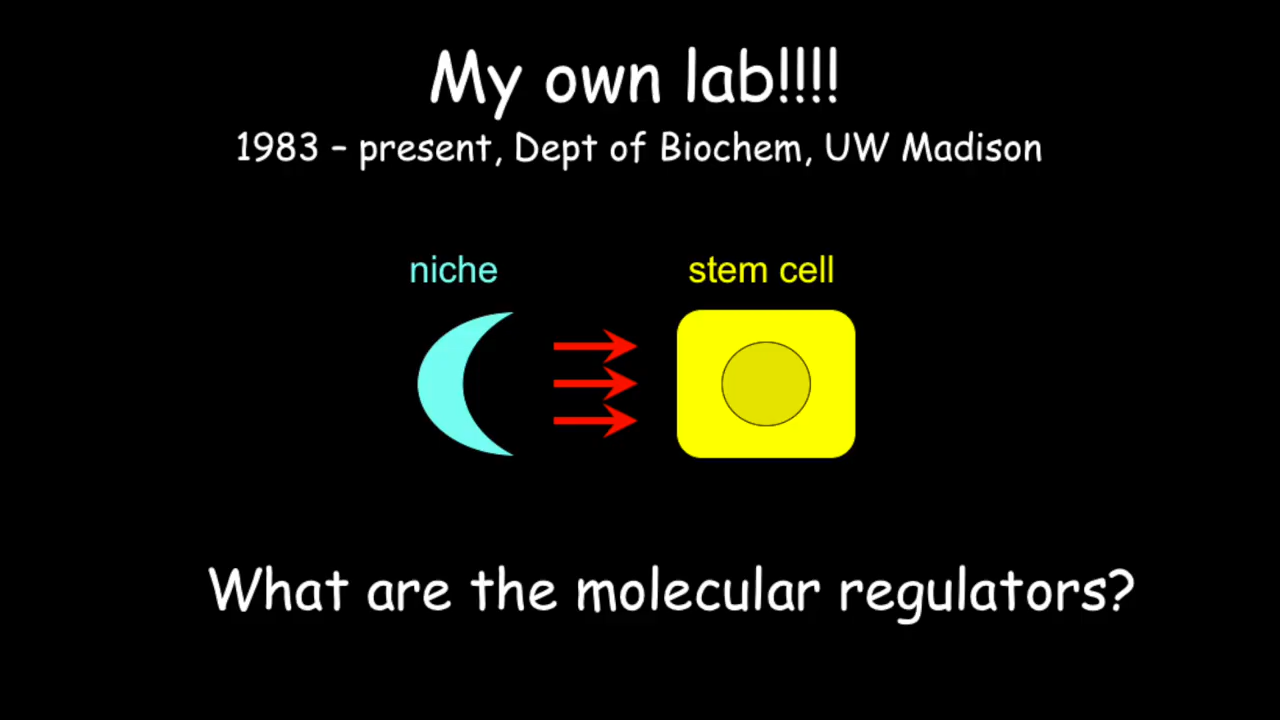 My own lab!!!!
1983 – present, Dept of Biochem, UW Madison
niche
stem cell
What are the molecular regulators?